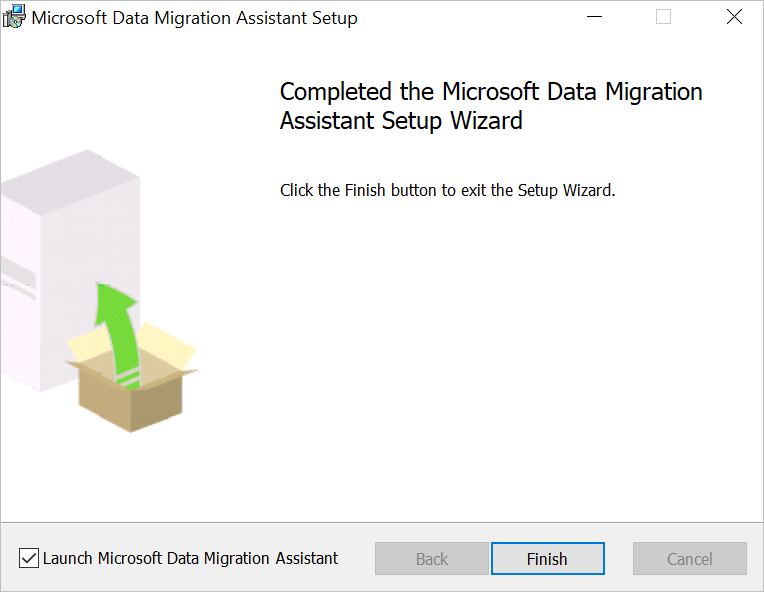 Microsoft Data Migration Assistant Setup
Completed the Microsoft Data Migration
Assistant Setup Wizard
Click the Finish button to exit the Setup Wizard.
Launch Microsoft Data Migration Assistant
Back
Finish
Cancel